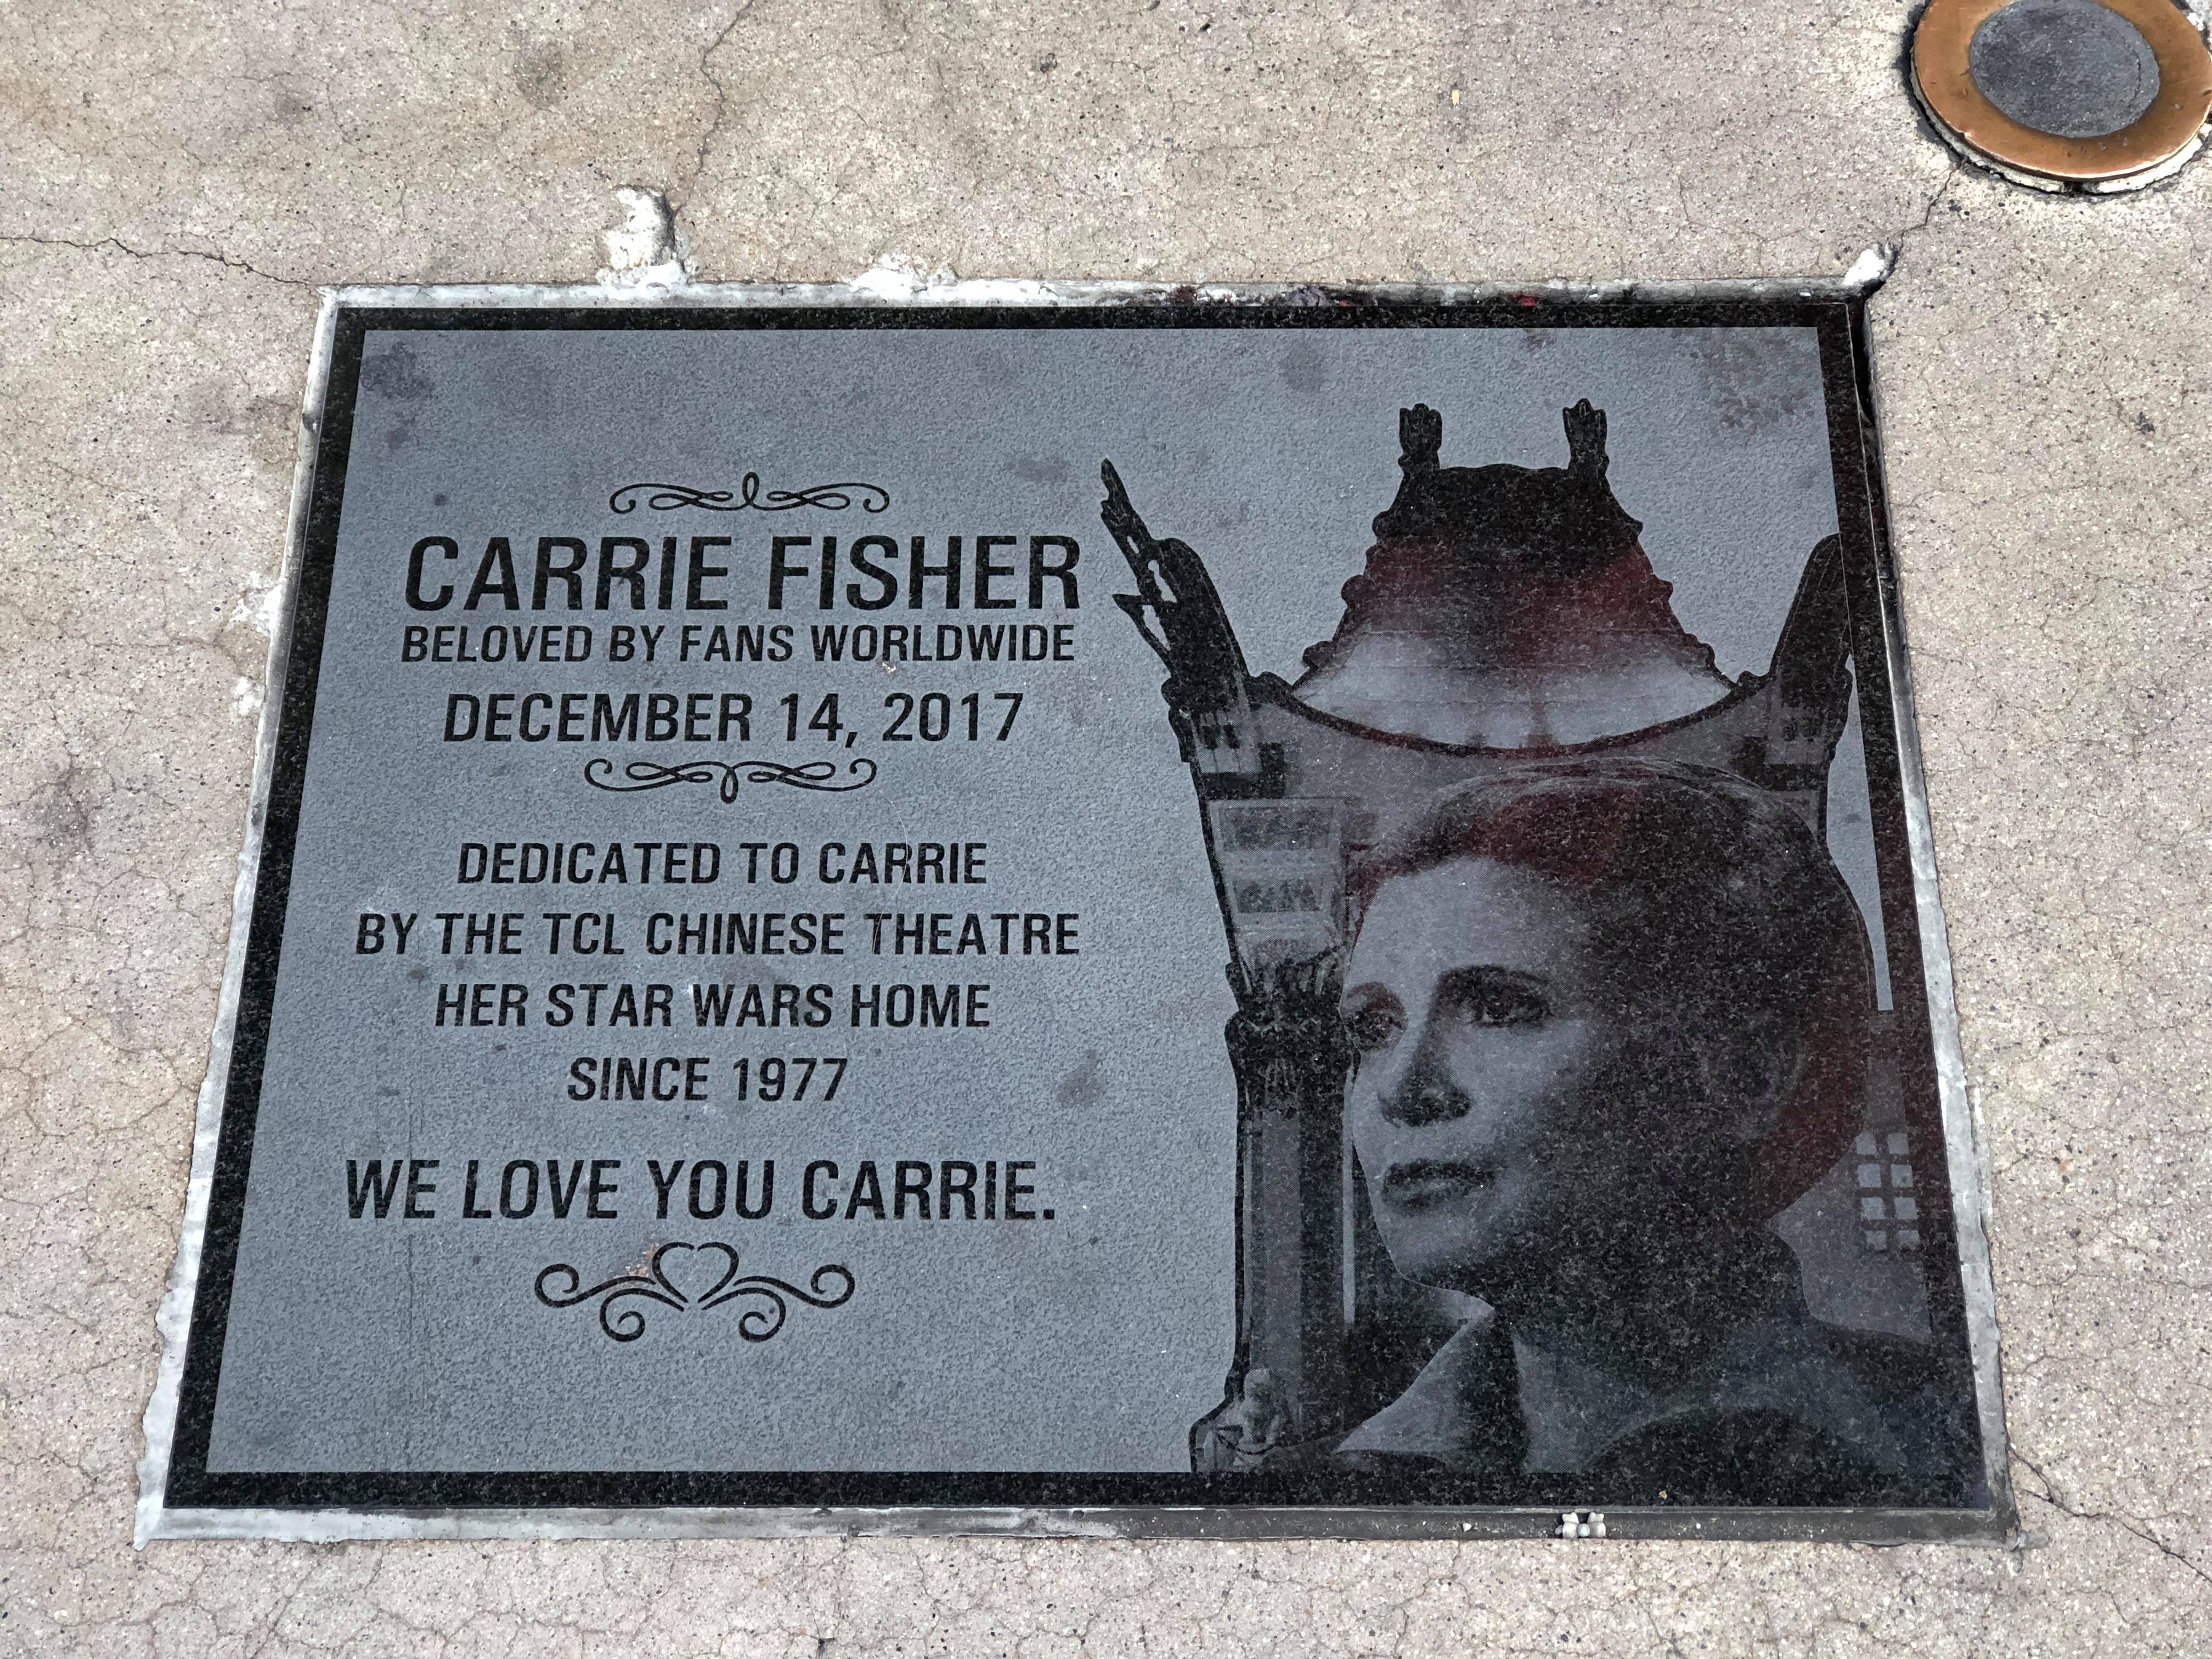 CARRIE FISHER
BELOVED BY FANS WORLDWIDE
DECEMBER 14, 2017
DEDICATED TO CARRIE
BY THE TCL CHINESE THEATRE
HER STAR WARS HOME
SINCE 1977
WE LOVE YOU CARRIE.